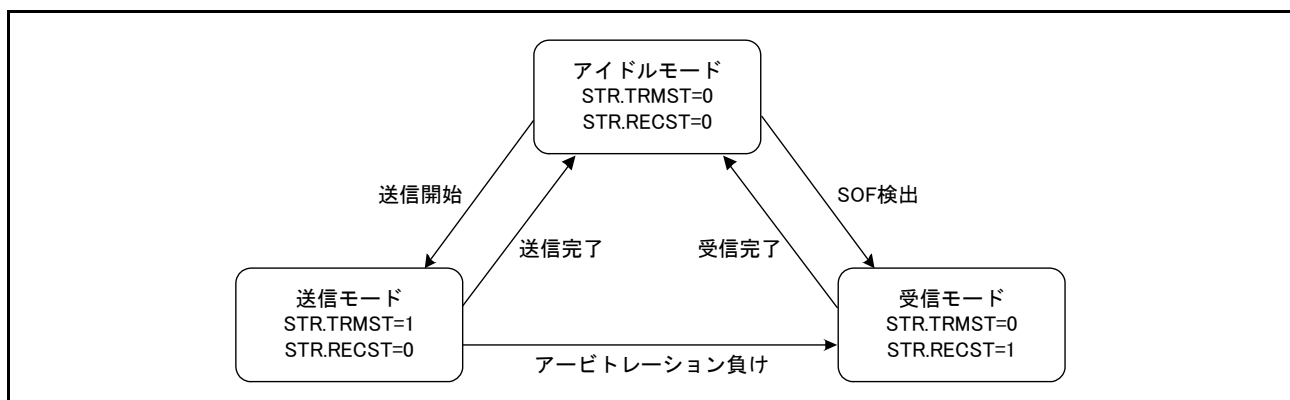 アイドルモード
STR.TRMST=0
STR.RECST=0
送信開始
SOF検出
送信完了
受信完了
送信モード
STR.TRMST=1
STR.RECST=0
受信モード
STR.TRMST=0
STR.RECST=1
アービトレーション負け